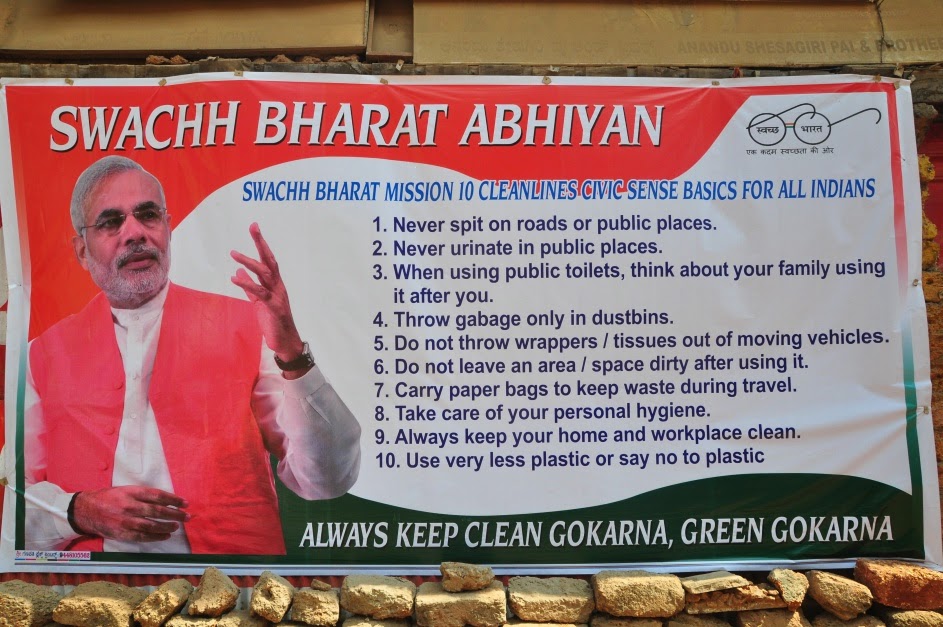 ANANDU SHESAGIRI PAI & BROTHE
SWACHH BHARAT ABHIYAN
स्वच्छ भारत
एक कदम स्वच्छता की ओर
SWACHH BHARAT MISSION 10 CLEANLINES CIVIC SENSE BASICS FOR ALL INDIANS
1. Never spit on roads or public places.
2. Never urinate in public places.
3. When using public toilets, think about your family using
it after you.
4. Throw gabage only in dustbins.
5. Do not throw wrappers / tissues out of moving vehicles.
6. Do not leave an area / space dirty after using it.
7. Carry paper bags to keep waste during travel.
8. Take care of your personal hygiene.
9. Always keep your home and workplace clean.
10. Use very less plastic or say no to plastic
ALWAYS KEEP CLEAN GOKARNA, GREEN GOKARNA